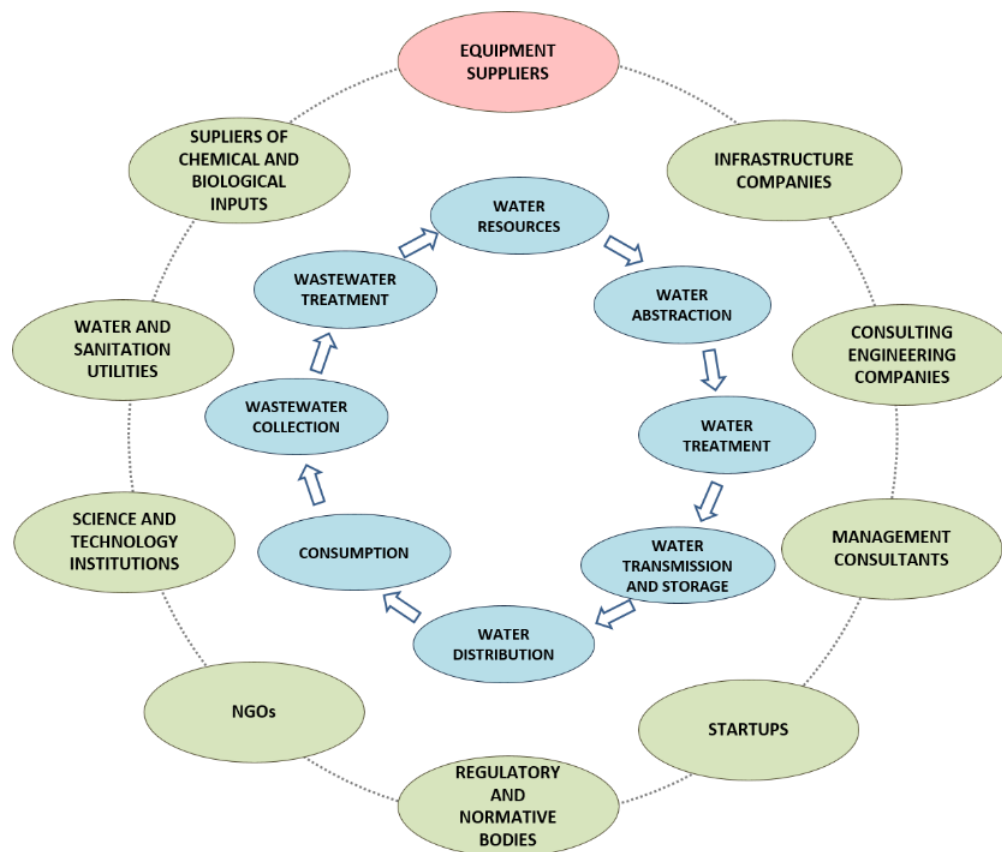 EQUIPMENT
SUPPLIERS
SUPLIERS OF
CHEMICAL AND
BIOLOGICAL
INPUTS
INFRASTRUCTURE
COMPANIES
WATER
RESOURCES
WASTEWATER
TREATMENT
WATER
ABSTRACTION
WATER AND
SANITATION
UTILITIES
CONSULTING
ENGINEERING
COMPANIES
WASTEWATER
COLLECTION
WATER
TREATMENT
SCIENCE AND
TECHNOLOGY
INSTITUTIONS
CONSUMPTION
WATER
TRANSMISSION
AND STORAGE
MANAGEMENT
CONSULTANTS
WATER
DISTRIBUTION
NGOs
STARTUPS
REGULATORY
AND
NORMATIVE
BODIES